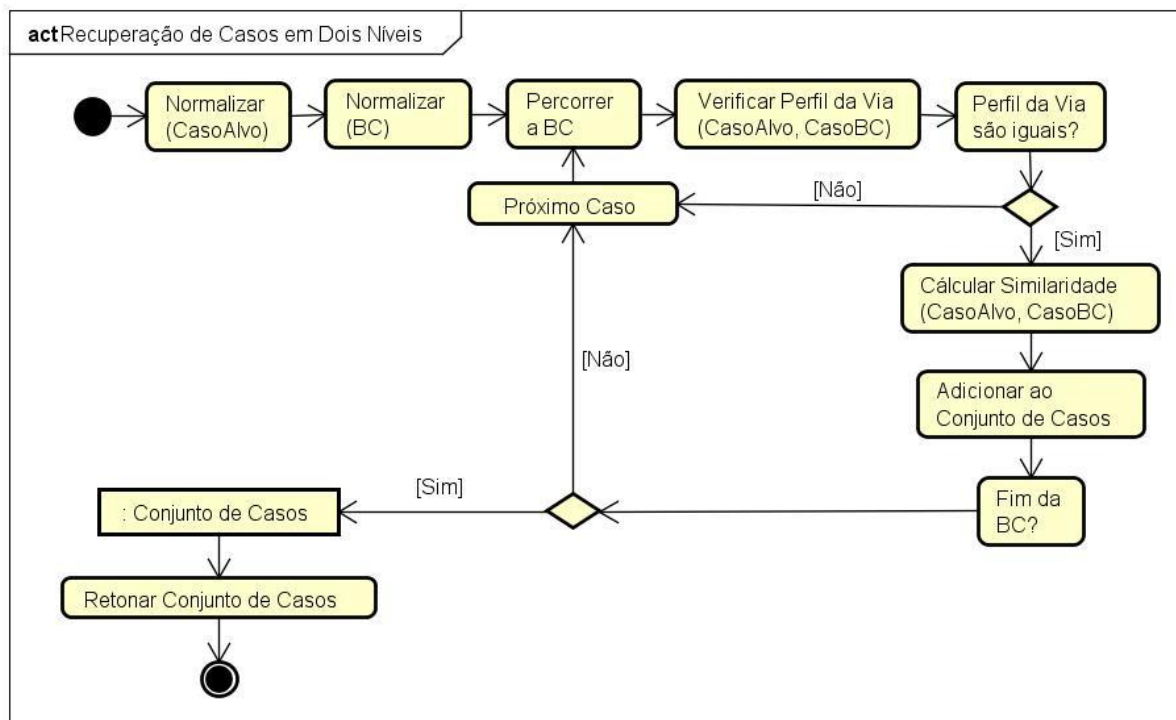 act Recuperação de Casos em Dois Níveis
Normalizar
(CasoAlvo)
Normalizar
(BC)
Percorrer
a BC
Verificar Perfil da Via
(CasoAlvo, CasoBC)
Perfil da Via
são iguais?
Próximo Caso
[Não]
[Sim]
Cálcular Similaridade
(CasoAlvo, CasoBC)
[Não]
Adicionar ao
Conjunto de Casos
[Sim]
Fim da
BC?
: Conjunto de Casos
Retonar Conjunto de Casos